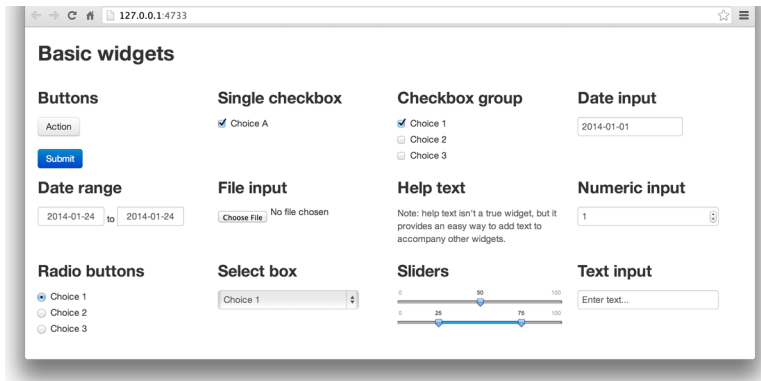 127.0.0.1:4733
Basic widgets
Buttons
Action
Submit
Single checkbox
Choice A
Checkbox group
Choice 1
Choice 2
Choice 3
Date input
2014-01-01
Date range
2014-01-24 to 2014-01-24
File input
Choose File No file chosen
Help text
Note: help text isn't a true widget, but it
provides an easy way to add text to
accompany other widgets.
Numeric input
1
Radio buttons
Choice 1
Choice 2
Choice 3
Select box
Choice 1
Sliders
0 50 100
0 25 75 100
Text input
Enter text...